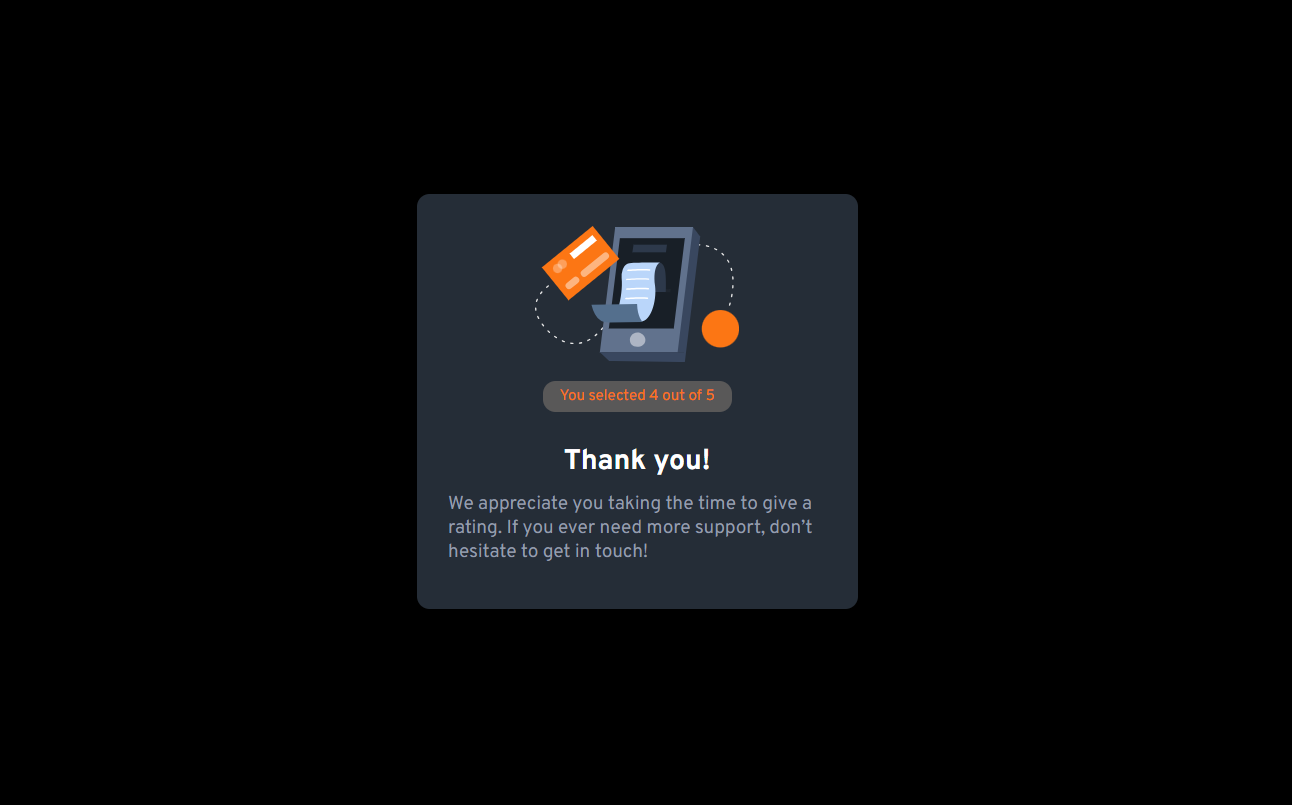 You selected 4 out of 5
Thank you!
We appreciate you taking the time to give a
rating. If you ever need more support, don’t
hesitate to get in touch!